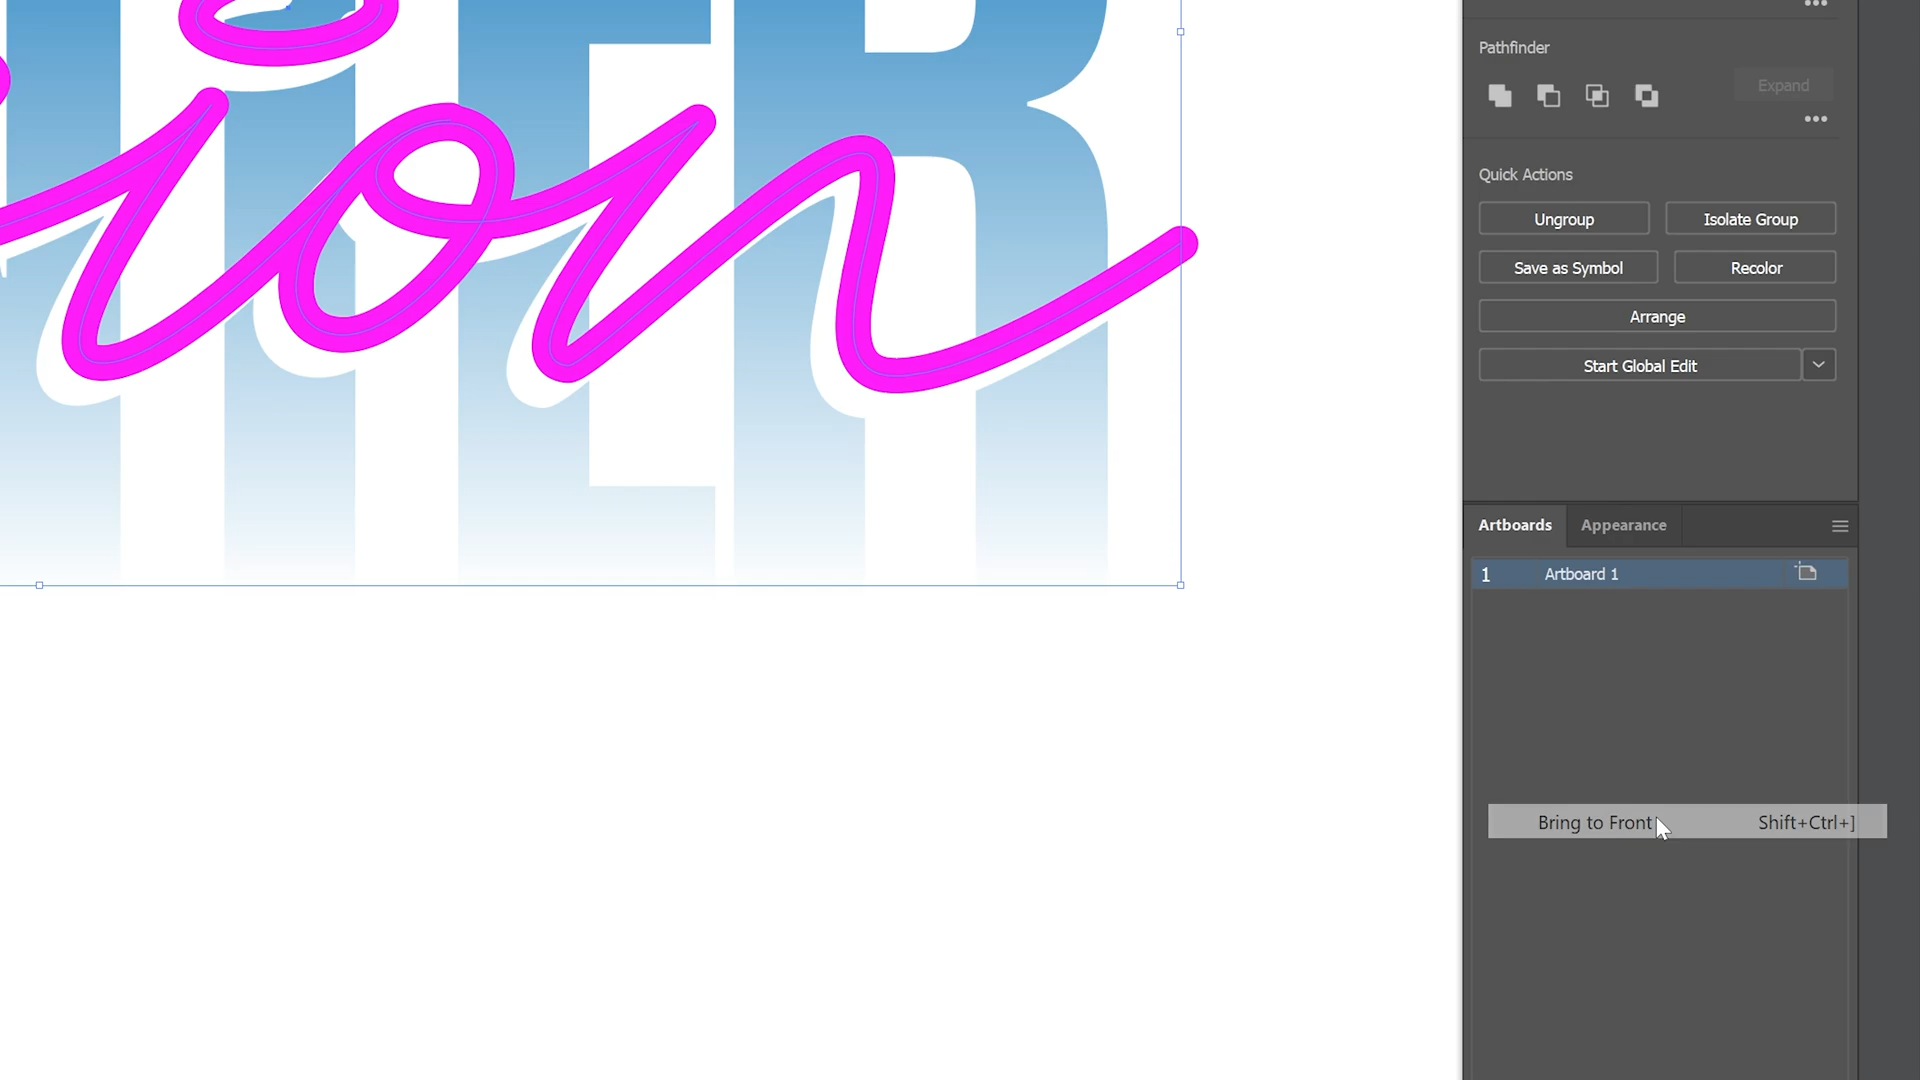 ion
Pathfinder
Expand
Quick Actions
Ungroup
Isolate Group
Save as Symbol
Recolor
Arrange
Start Global Edit
Artboards
Appearance
1 Artboard 1
Bring to Front Shift+Ctrl+]